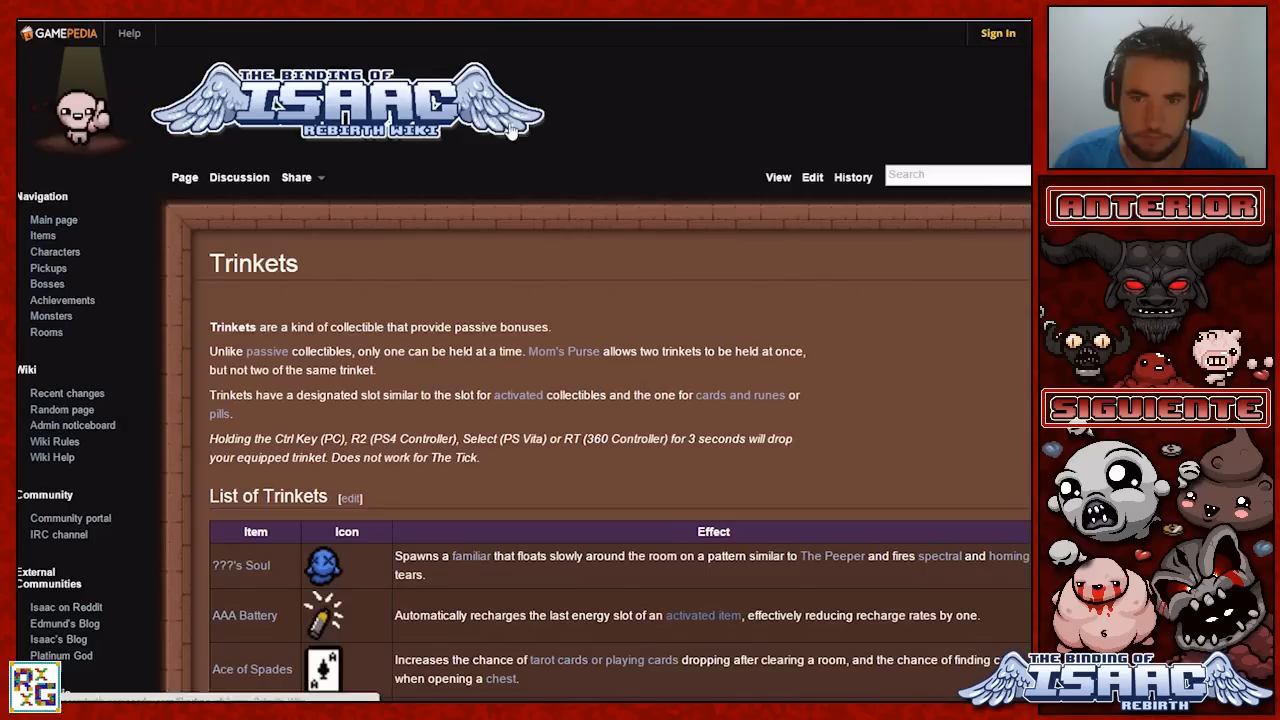 GAMEPEDIA
Help
Sign In
THE BINDING OF
ISAAC
REBIRTH WIKI
Page
Discussion
Share
View
Edit
History
Search
Navigation
Main page
Items
Characters
Pickups
Bosses
Achievements
Monsters
Rooms
Wiki
Recent changes
Random page
Admin noticeboard
Wiki Rules
Wiki Help
Community
Community portal
IRC channel
External
Communities
Isaac on Reddit
Edmund's Blog
Isaac's Blog
Platinum God
Trinkets
Trinkets are a kind of collectible that provide passive bonuses.
Unlike passive collectibles, only one can be held at a time. Mom's Purse allows two trinkets to be held at once,
but not two of the same trinket.
Trinkets have a designated slot similar to the slot for activated collectibles and the one for cards and runes or
pills.
Holding the Ctrl Key (PC), R2 (PS4 Controller), Select (PS Vita) or RT (360 Controller) for 3 seconds will drop
your equipped trinket. Does not work for The Tick.
List of Trinkets [edit]
Item Icon Effect
???'s Soul
Spawns a familiar that floats slowly around the room on a pattern similar to The Peeper and fires spectral and homing
tears.
AAA Battery
Automatically recharges the last energy slot of an activated item, effectively reducing recharge rates by one.
Ace of Spades
A
A
Increases the chance of tarot cards or playing cards dropping after clearing a room, and the chance of finding
when opening a chest.
ANTERIOR
SIGUIENTE
THE BINDING OF
ISAAC
REBIRTH
R X
X G